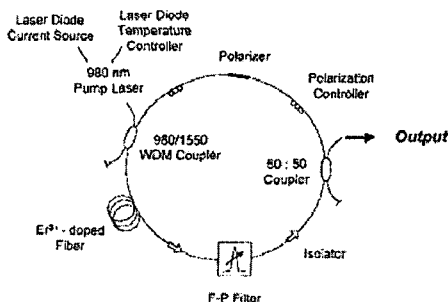 Laser Diode
Current Source
Laser Diode
Temperature
Controller
980 nm
Pump Laser
Polarizer
Polarization
Controller
Output
980/1550
WDM Coupler
50 : 50
Coupler
Er³⁺ - doped
Fiber
Isolator
F-P Filter